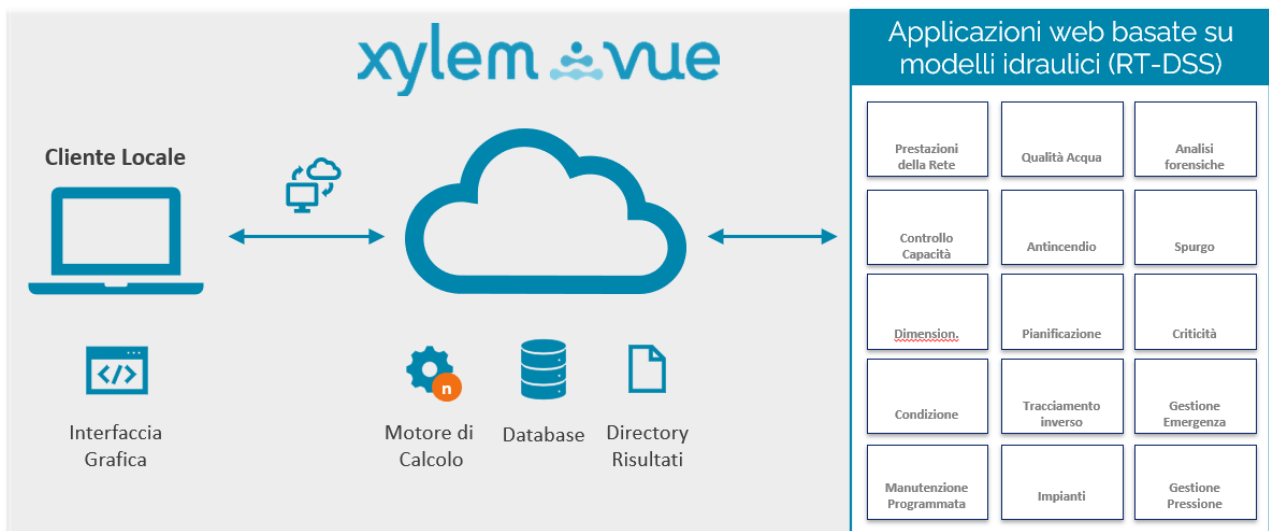 xylem vue
Cliente Locale
</>
n
Interfaccia
Grafica
Motore di
Calcolo
Database
Directory
Risultati
Applicazioni web basate su
modelli idraulici (RT-DSS)
Prestazioni
della Rete
Qualità Acqua
Analisi
forensiche
Controllo
Capacità
Antincendio
Spurgo
Dimension.
Pianificazione
Criticità
Condizione
Tracciamento
inverso
Gestione
Emergenza
Manutenzione
Programmata
Impianti
Gestione
Pressione